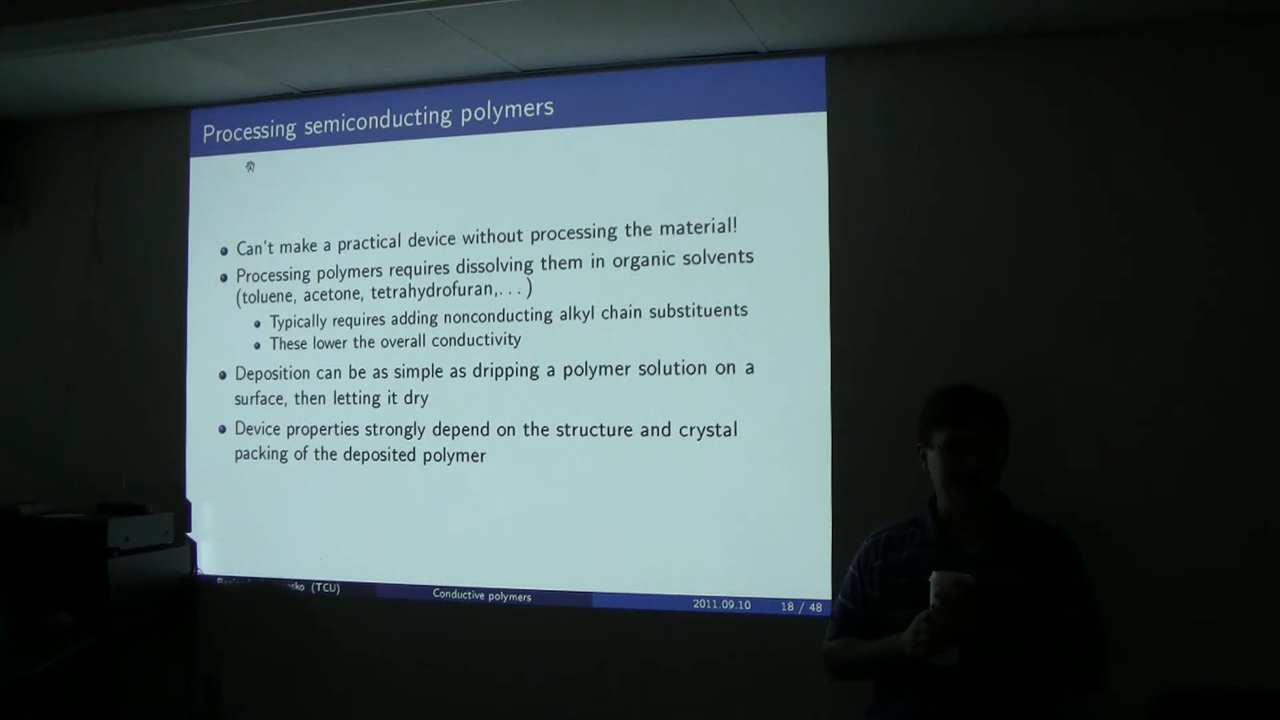 Processing semiconducting polymers
Can't make a practical device without processing the material!
Processing polymers requires dissolving them in organic solvents
(toluene, acetone, tetrahydrofuran,...)
Typically requires adding nonconducting alkyl chain substituents
These lower the overall conductivity
Deposition can be as simple as dripping a polymer solution on a
surface, then letting it dry
Device properties strongly depend on the structure and crystal
packing of the deposited polymer
(TCU)
Conductive polymers
2011.09.10
18 / 48